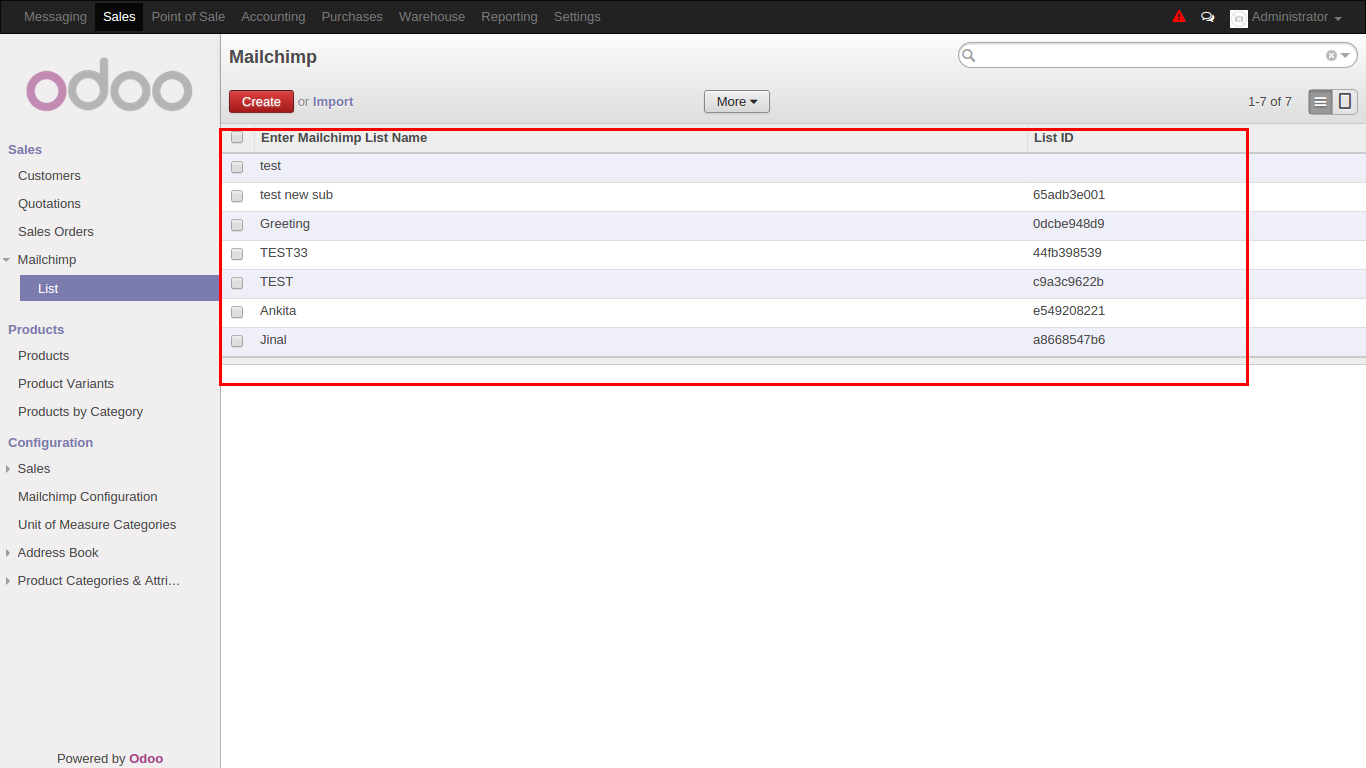 Messaging Sales Point of Sale Accounting Purchases Warehouse Reporting Settings Administrator
odoo
Sales
Customers
Quotations
Sales Orders
Mailchimp
List
Products
Products
Product Variants
Products by Category
Configuration
Sales
Mailchimp Configuration
Unit of Measure Categories
Address Book
Product Categories & Attri…
Powered by Odoo
Mailchimp
Create or Import More 1-7 of 7
Enter Mailchimp List Name List ID
test
test new sub 65adb3e001
Greeting 0dcbe948d9
TEST33 44fb398539
TEST c9a3c9622b
Ankita e549208221
Jinal a8668547b6